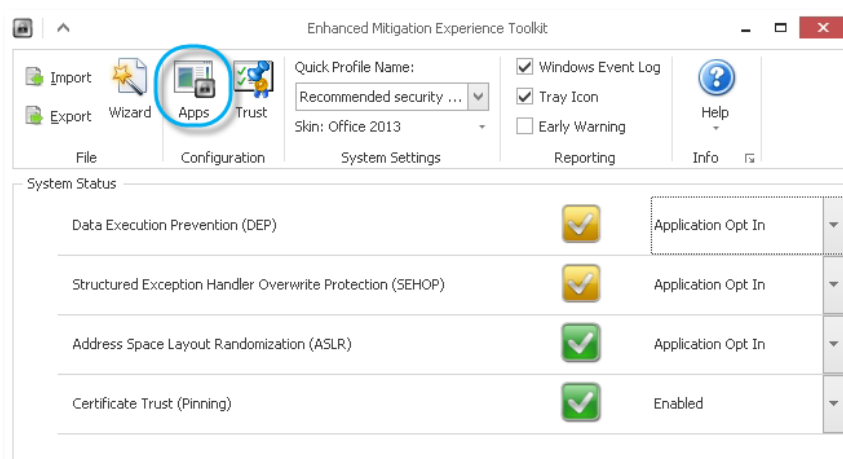 Enhanced Mitigation Experience Toolkit
Import
Export
Wizard
Apps
Trust
Quick Profile Name:
Recommended security ...
Skin: Office 2013
Windows Event Log
Tray Icon
Early Warning
Help
File
Configuration
System Settings
Reporting
Info
System Status
Data Execution Prevention (DEP)
Application Opt In
Structured Exception Handler Overwrite Protection (SEHOP)
Application Opt In
Address Space Layout Randomization (ASLR)
Application Opt In
Certificate Trust (Pinning)
Enabled